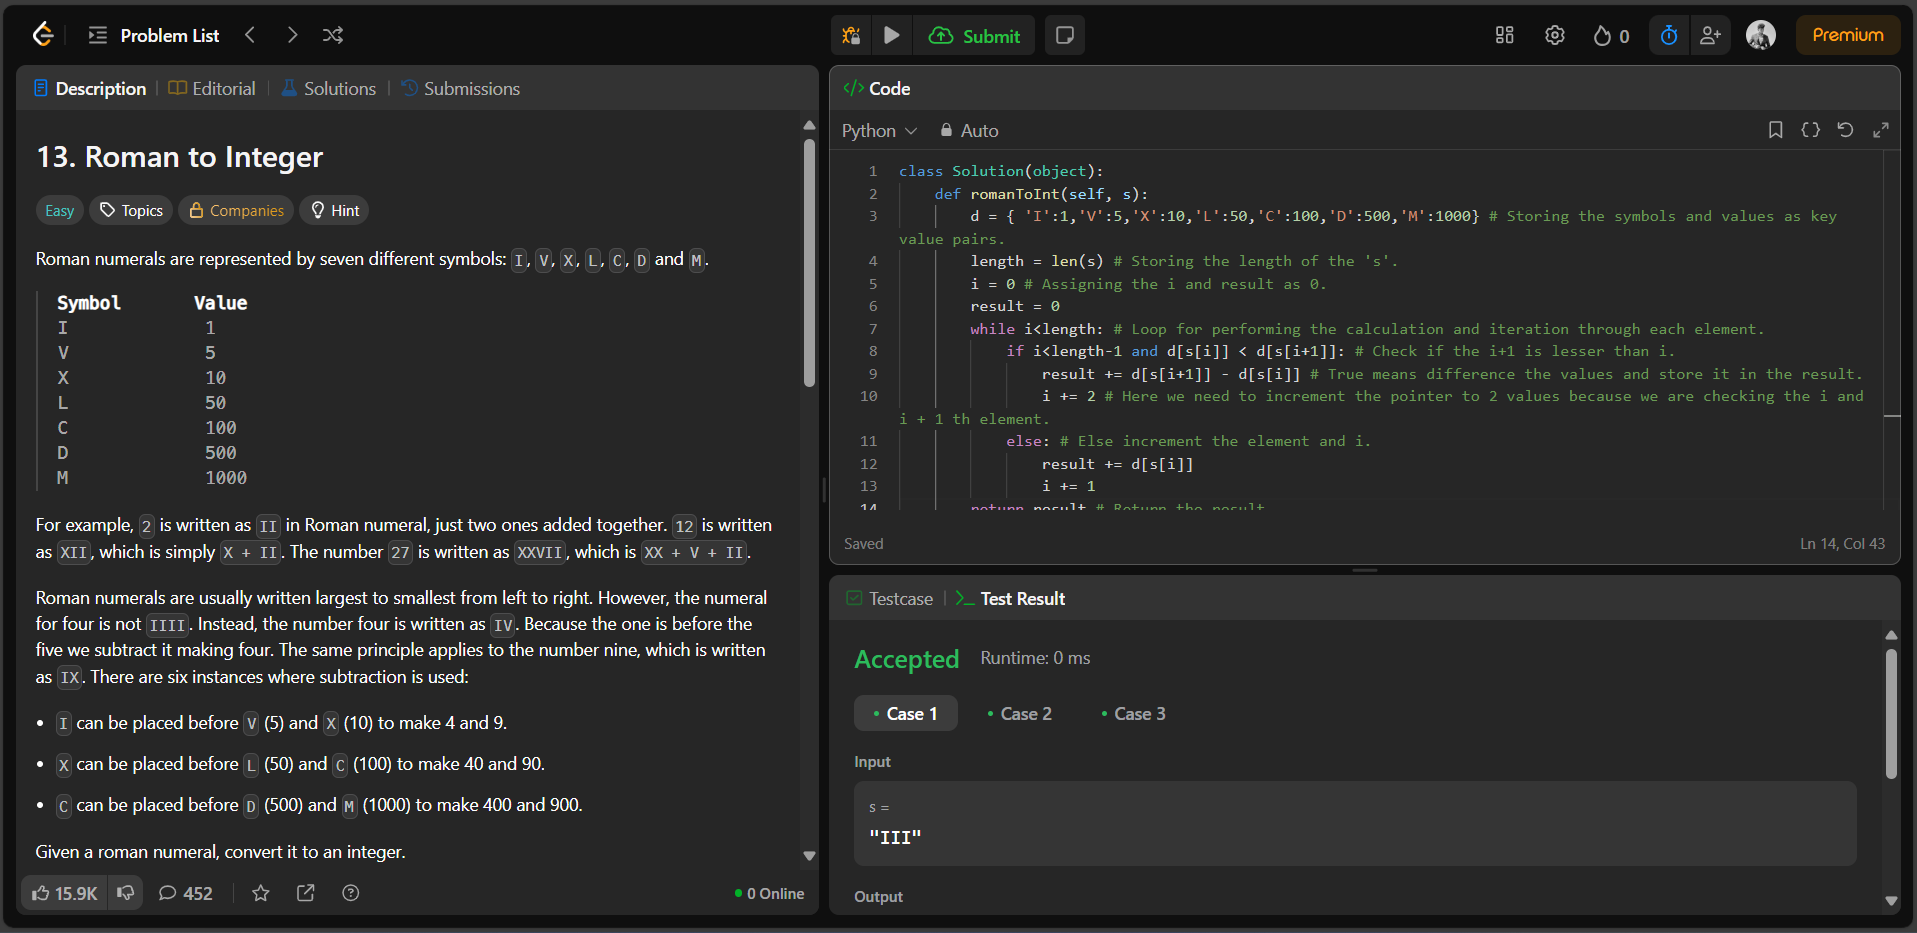 Problem List
Submit
0
Premium
Description
Editorial
Solutions
Submissions
13. Roman to Integer
Easy
Topics
Companies
Hint
Roman numerals are represented by seven different symbols: I, V, X, L, C, D and M.
Symbol Value
I 1
V 5
X 10
L 50
C 100
D 500
M 1000
For example, 2 is written as II in Roman numeral, just two ones added together. 12 is written
as XII, which is simply X + II. The number 27 is written as XXVII, which is XX + V + II.
Roman numerals are usually written largest to smallest from left to right. However, the numeral
for four is not IIII. Instead, the number four is written as IV. Because the one is before the
five we subtract it making four. The same principle applies to the number nine, which is written
as IX. There are six instances where subtraction is used:
• I can be placed before V (5) and X (10) to make 4 and 9.
• X can be placed before L (50) and C (100) to make 40 and 90.
• C can be placed before D (500) and M (1000) to make 400 and 900.
Given a roman numeral, convert it to an integer.
15.9K
452
0 Online
</> Code
Python
Auto
1 class Solution(object):
2 def romanToInt(self, s):
3 d = { 'I':1,'V':5,'X':10,'L':50,'C':100,'D':500,'M':1000} # Storing the symbols and values as key
value pairs.
4 length = len(s) # Storing the length of the 's'.
5 i = 0 # Assigning the i and result as 0.
6 result = 0
7 while i<length: # Loop for performing the calculation and iteration through each element.
8 if i<length-1 and d[s[i]] < d[s[i+1]]: # Check if the i+1 is lesser than i.
9 result += d[s[i+1]] - d[s[i]] # True means difference the values and store it in the result.
10 i += 2 # Here we need to increment the pointer to 2 values because we are checking the i and
i + 1 th element.
11 else: # Else increment the element and i.
12 result += d[s[i]]
13 i += 1
14 return result # Return the result
Saved
Ln 14, Col 43
Testcase
>_ Test Result
Accepted
Runtime: 0 ms
• Case 1
• Case 2
• Case 3
Input
s =
"III"
Output